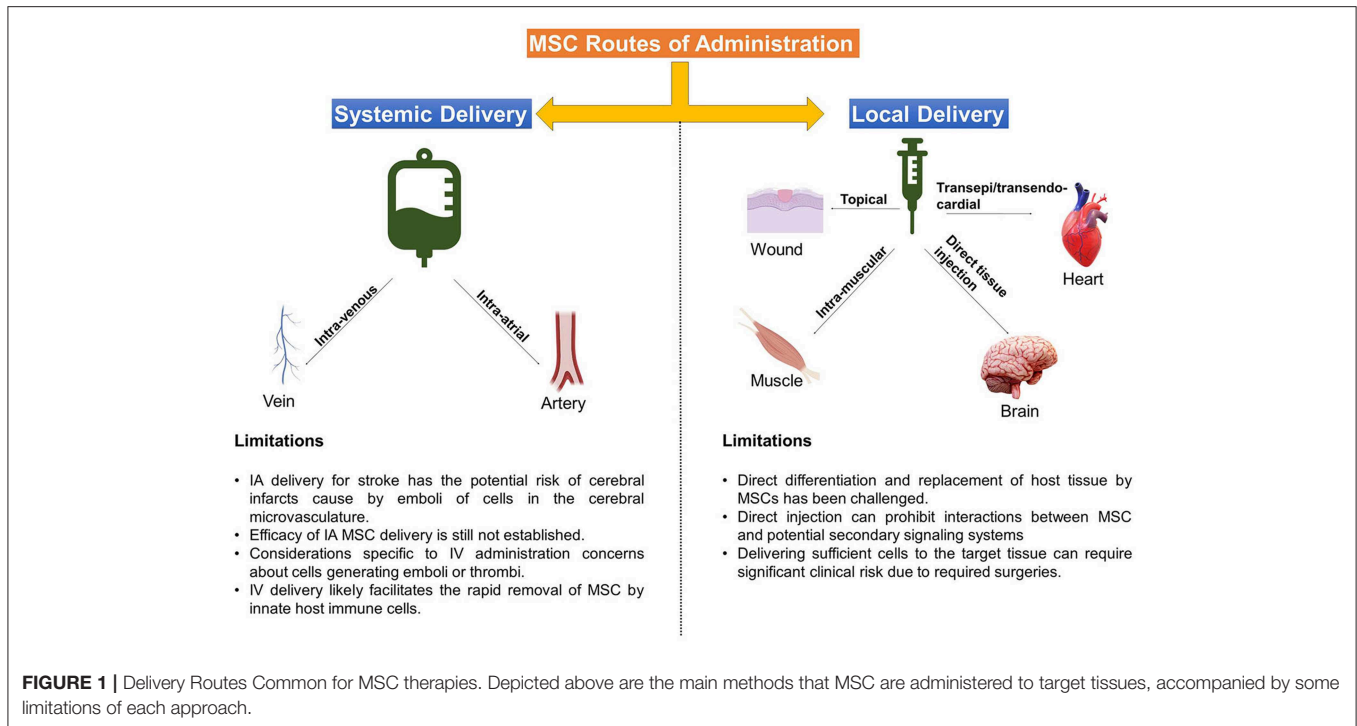 MSC Routes of Administration
Systemic Delivery
Intra-venous
Intra-atrial
Vein
Artery
Limitations
• IA delivery for stroke has the potential risk of cerebral
infarcts cause by emboli of cells in the cerebral
microvasculature.
• Efficacy of IA MSC delivery is still not established.
• Considerations specific to IV administration concerns
about cells generating emboli or thrombi.
• IV delivery likely facilitates the rapid removal of MSC by
innate host immune cells.
Local Delivery
Topical
Transepi/transendo-
cardial
Wound
Heart
Intra-muscular
Direct tissue
injection
Muscle
Brain
Limitations
• Direct differentiation and replacement of host tissue by
MSCs has been challenged.
• Direct injection can prohibit interactions between MSC
and potential secondary signaling systems
• Delivering sufficient cells to the target tissue can require
significant clinical risk due to required surgeries.
FIGURE 1 | Delivery Routes Common for MSC therapies. Depicted above are the main methods that MSC are administered to target tissues, accompanied by some
limitations of each approach.